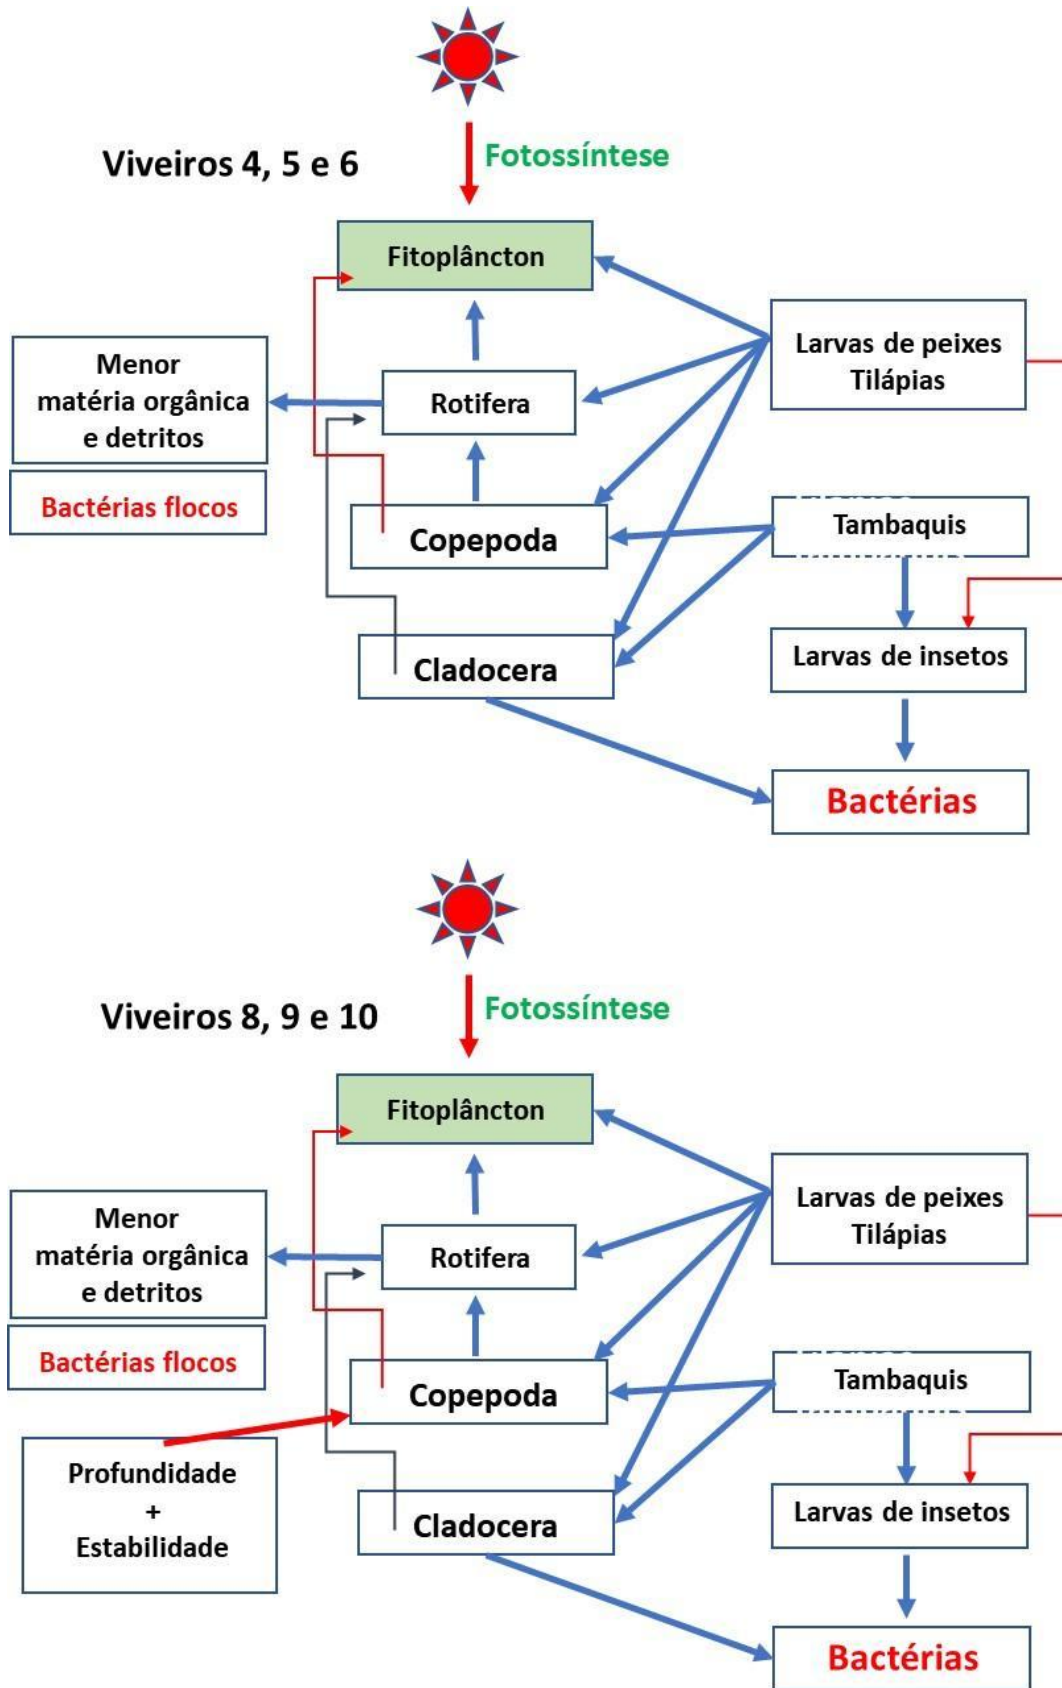 Viveiros 4, 5 e 6
Fotossíntese
Fitoplâncton
Menor
matéria orgânica
e detritos
Bactérias flocos
Rotifera
Copepoda
Cladocera
Larvas de peixes
Tilápias
Tambaquis
Larvas de insetos
Bactérias
Viveiros 8, 9 e 10
Fotossíntese
Fitoplâncton
Menor
matéria orgânica
e detritos
Bactérias flocos
Profundidade
+
Estabilidade
Rotifera
Copepoda
Cladocera
Larvas de peixes
Tilápias
Tambaquis
Larvas de insetos
Bactérias